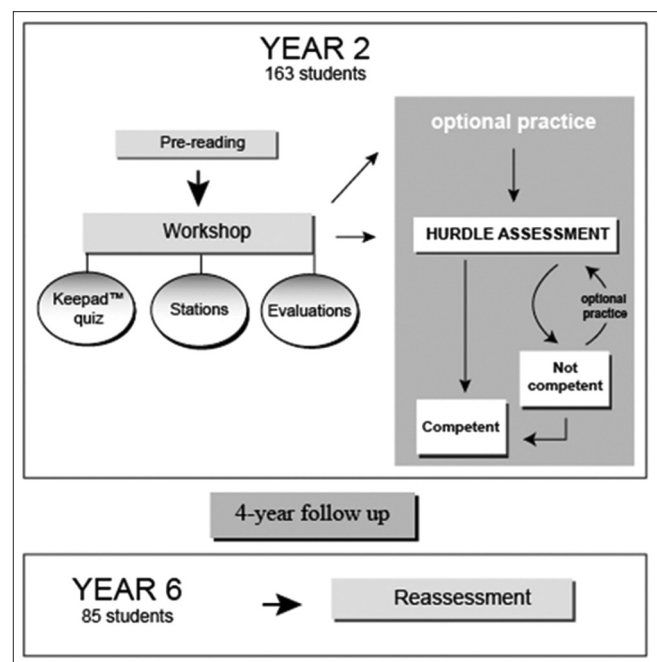 YEAR 2
163 students
Pre-reading
Workshop
Keepad™
quiz
Stations
Evaluations
optional practice
HURDLE ASSESSMENT
optional
practice
Not
competent
Competent
4-year follow up
YEAR 6
85 students
Reassessment